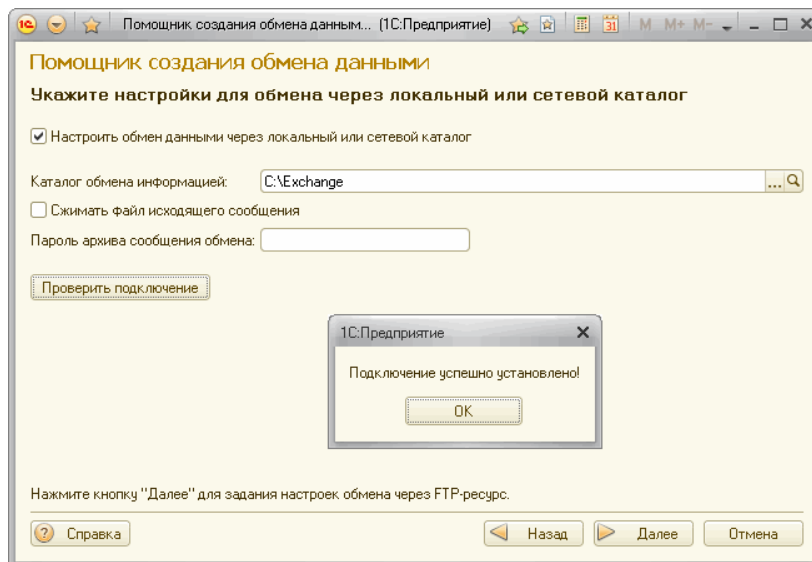 Помощник создания обмена данным... (1С:Предприятие)
M M+ M-
31
Помощник создания обмена данными
Укажите настройки для обмена через локальный или сетевой каталог
Настроить обмен данными через локальный или сетевой каталог
Каталог обмена информацией: C:\Exchange ...
Сжимать файл исходящего сообщения
Пароль архива сообщения обмена:
Проверить подключение
1С:Предприятие
Подключение успешно установлено!
OK
Нажмите кнопку "Далее" для задания настроек обмена через FTP-ресурс.
Справка Назад Далее Отмена